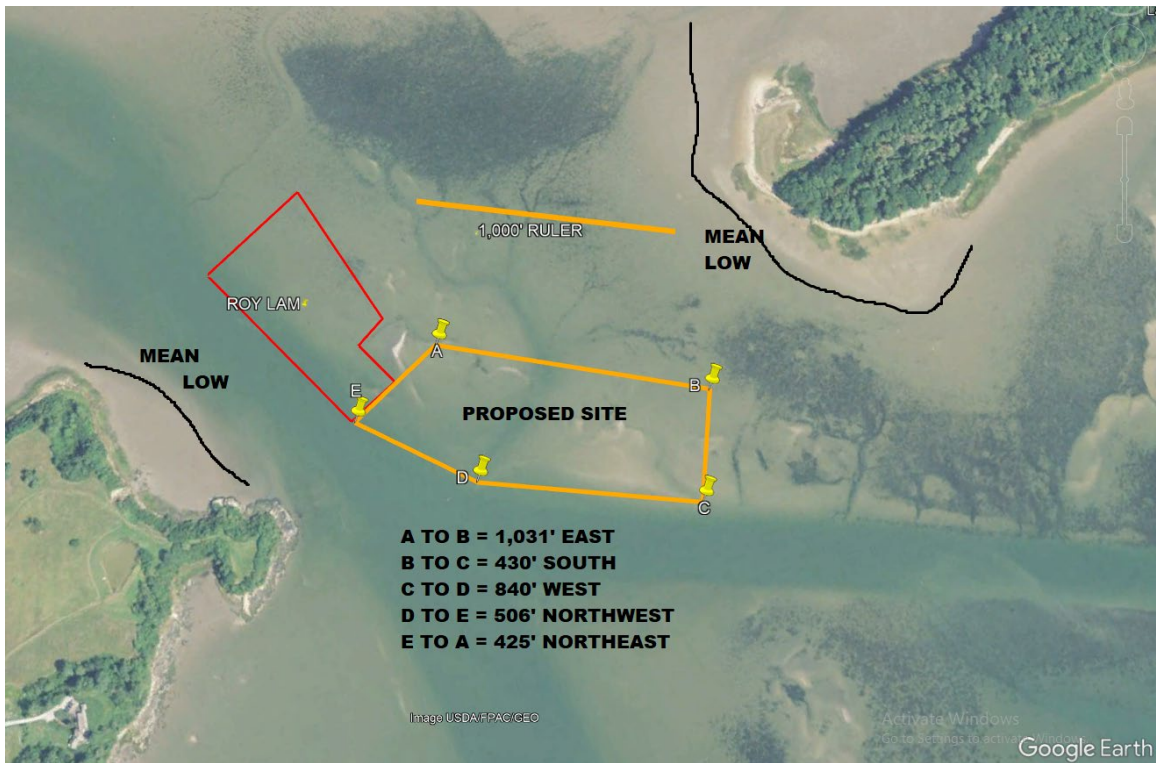 1,000' RULER
MEAN
LOW
ROY LAM
MEAN
LOW
A
B
E
PROPOSED SITE
D
C
A TO B = 1,031' EAST
B TO C = 430' SOUTH
C TO D = 840' WEST
D TO E = 506' NORTHWEST
E TO A = 425' NORTHEAST
Image USDA/FPAC/GEO
Activate Windows
Go to Settings to activate Windows.
Google Earth